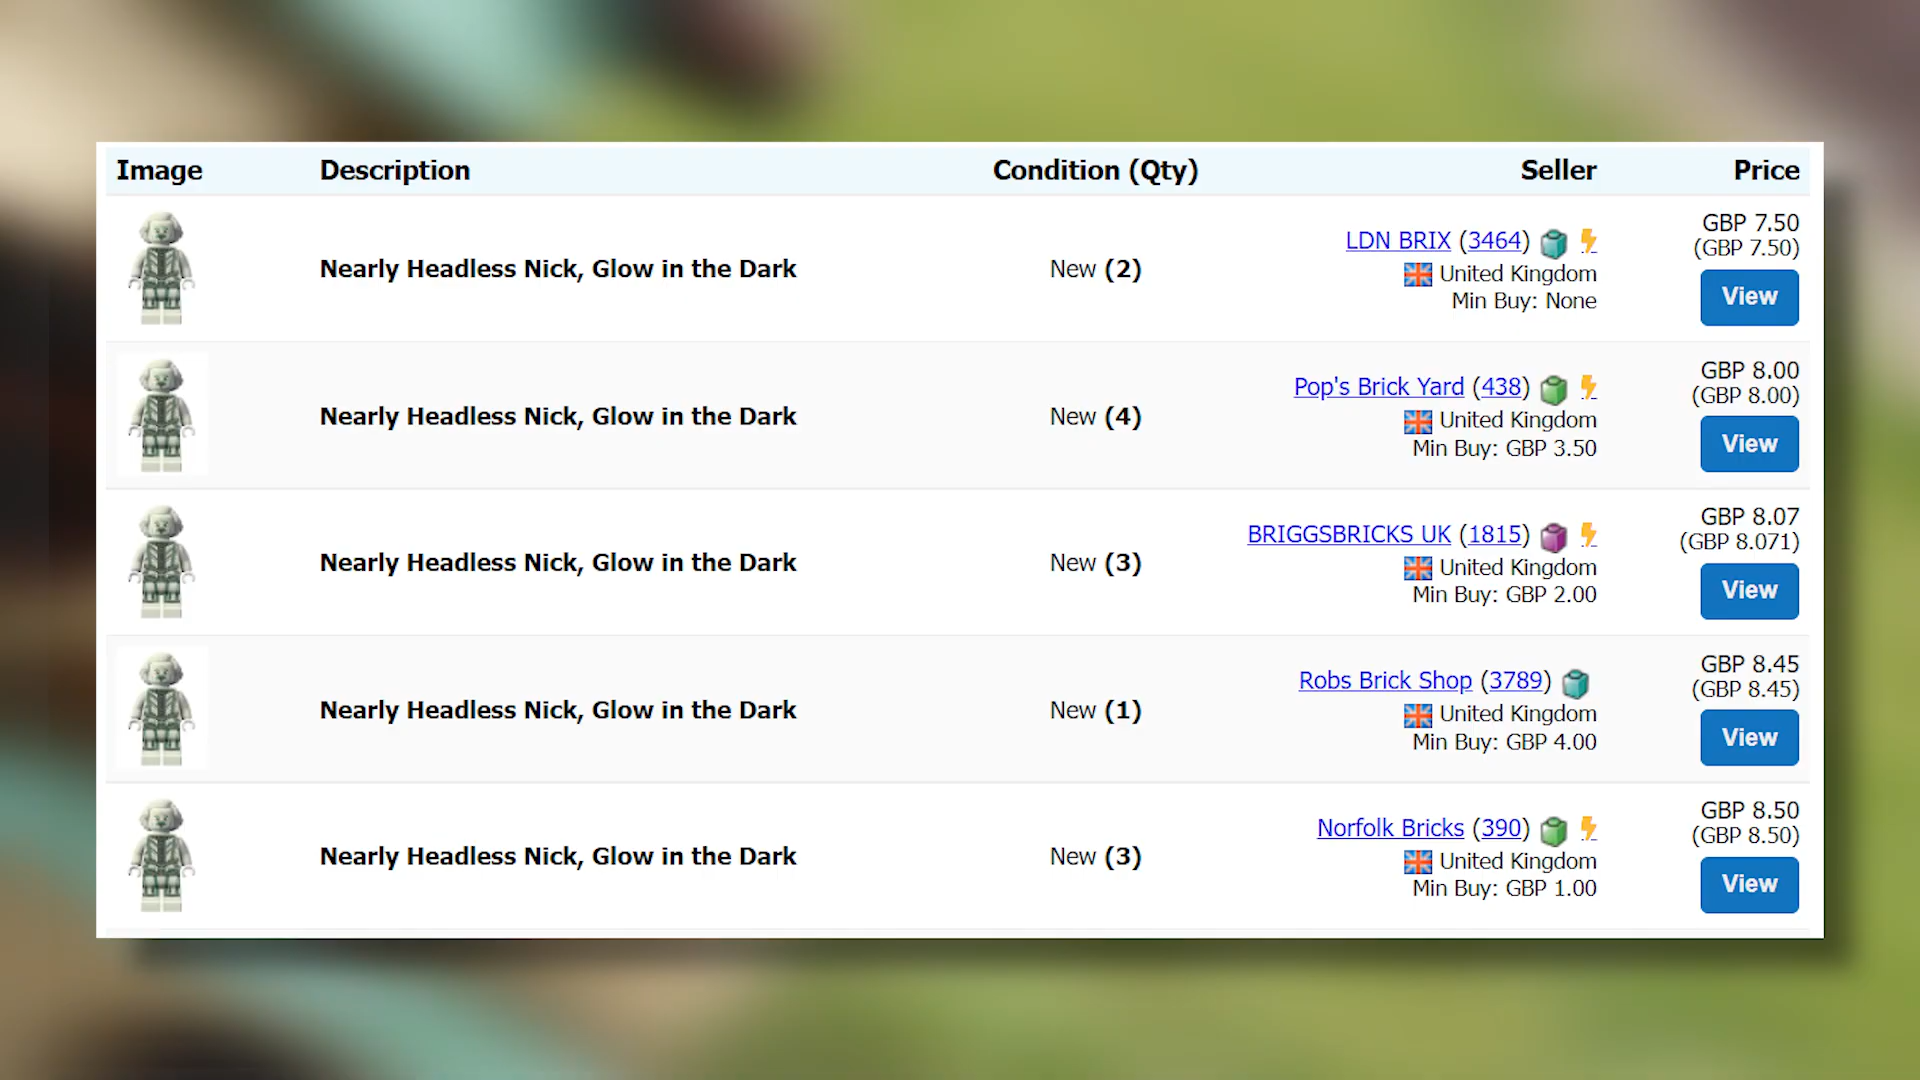 Image Description Condition (Qty) Seller Price
Nearly Headless Nick, Glow in the Dark
New (2)
LDN BRIX (3464)
United Kingdom
Min Buy: None
GBP 7.50
(GBP 7.50)
View
Nearly Headless Nick, Glow in the Dark
New (4)
Pop's Brick Yard (438)
United Kingdom
Min Buy: GBP 3.50
GBP 8.00
(GBP 8.00)
View
Nearly Headless Nick, Glow in the Dark
New (3)
BRIGGSBRICKS UK (1815)
United Kingdom
Min Buy: GBP 2.00
GBP 8.07
(GBP 8.071)
View
Nearly Headless Nick, Glow in the Dark
New (1)
Robs Brick Shop (3789)
United Kingdom
Min Buy: GBP 4.00
GBP 8.45
(GBP 8.45)
View
Nearly Headless Nick, Glow in the Dark
New (3)
Norfolk Bricks (390)
United Kingdom
Min Buy: GBP 1.00
GBP 8.50
(GBP 8.50)
View